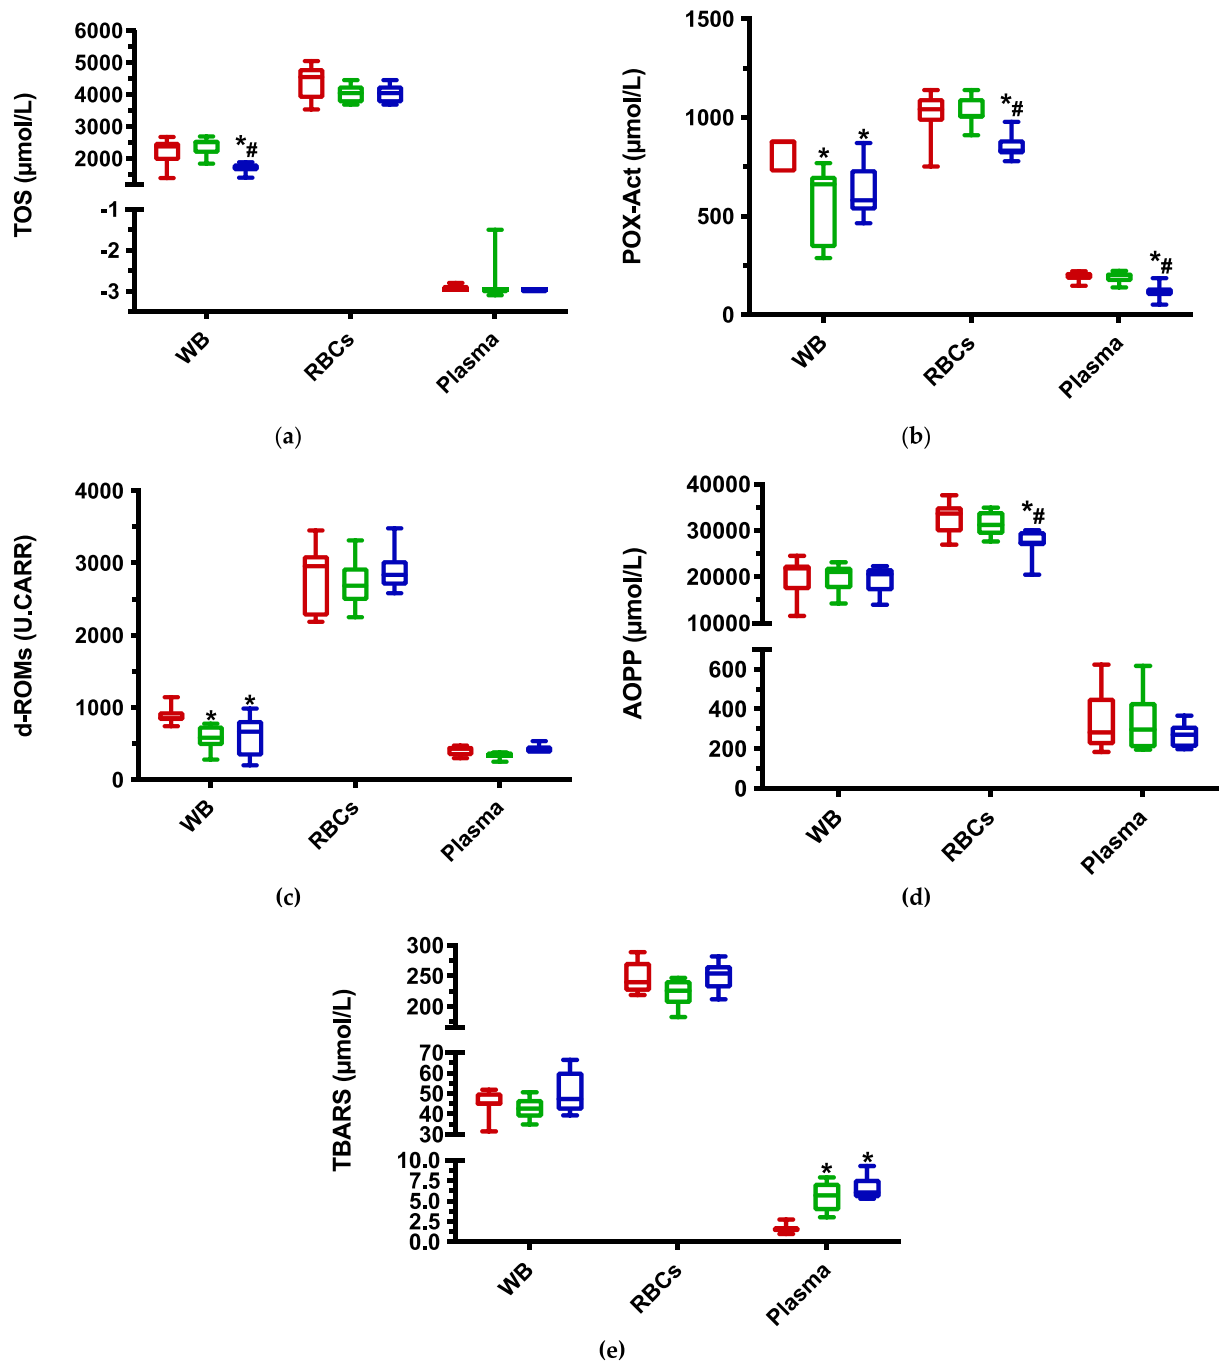 TOS (µmol/L)
6000
5000
4000
3000
2000
-1
-2
-3
*#
WB
RBCs
Plasma
(a)
POX-Act (µmol/L)
1500
1000
500
0
*
*
*#
*#
WB
RBCs
Plasma
(b)
d-ROMs (U.CARR)
4000
3000
2000
1000
0
*
*
WB
RBCs
Plasma
(c)
AOPP (µmol/L)
40000
30000
20000
10000
600
400
200
0
*#
WB
RBCs
Plasma
(d)
TBARS (µmol/L)
300
250
200
70
60
50
40
30
10.0
7.5
5.0
2.5
0.0
*
*
WB
RBCs
Plasma
(e)